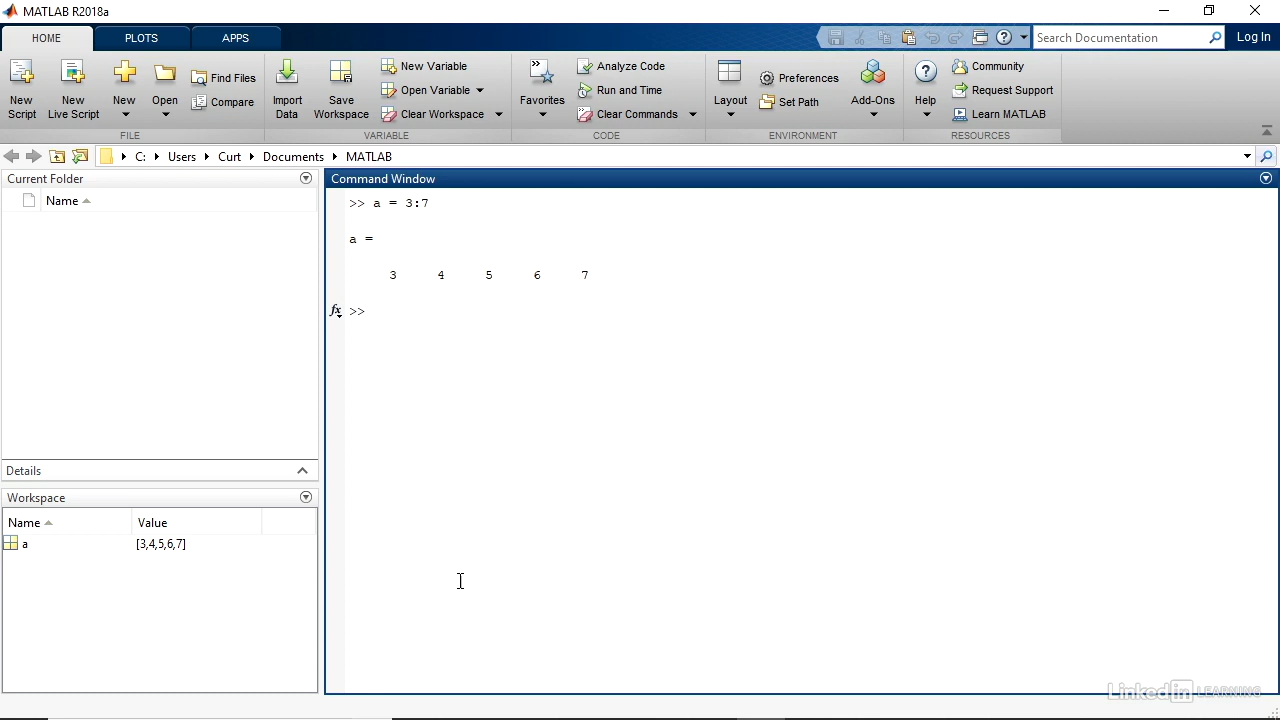 MATLAB R2018a
HOME PLOTS APPS Search Documentation Log In
New Script
New Live Script
New
Open
Find Files
Compare
FILE
Import Data
Save Workspace
New Variable
Open Variable
Clear Workspace
VARIABLE
Favorites
Analyze Code
Run and Time
Clear Commands
CODE
Layout
Preferences
Set Path
Add-Ons
ENVIRONMENT
Help
Community
Request Support
Learn MATLAB
RESOURCES
C: Users Curt Documents MATLAB
Current Folder
Name
Details
Workspace
Name Value
a [3,4,5,6,7]
Command Window
>> a = 3:7
a =
3 4 5 6 7
fx >>
Linked in LEARNING